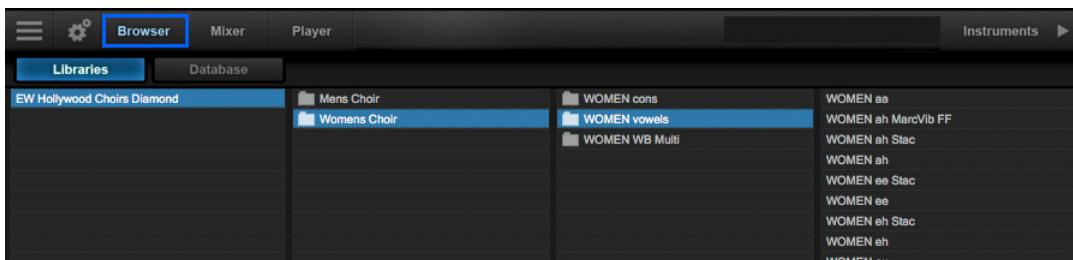 Browser Mixer Player Instruments
Libraries Database
EW Hollywood Choirs Diamond Mens Choir WOMEN cons WOMEN aa
Womens Choir WOMEN vowels WOMEN ah MarcVib FF
WOMEN WB Multi WOMEN ah Stac
WOMEN ah
WOMEN ee Stac
WOMEN ee
WOMEN eh Stac
WOMEN eh